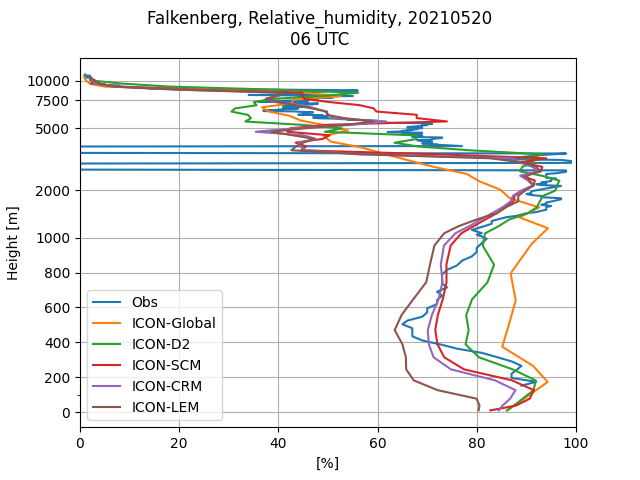 Falkenberg, Relative_humidity, 20210520
06 UTC
10000
7500
5000
2000
1000
800
600
400
200
0
Height [m]
Obs
ICON-Global
ICON-D2
ICON-SCM
ICON-CRM
ICON-LEM
0 20 40 60 80 100
[%]